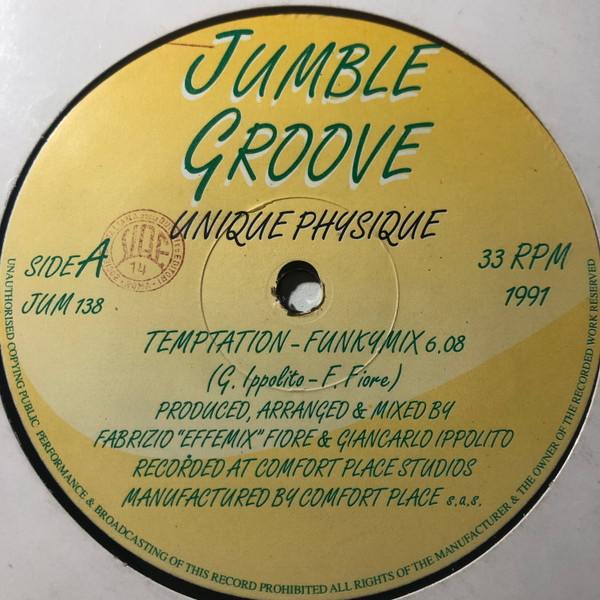 JUMBLE
GROOVE
UNIQUE PHYSIQUE
SIDE A
JUM 138
33 RPM
1991
14
TEMPTATION - FUNKYMIX 6.08
(G. Ippolito - F. Fiore)
PRODUCED, ARRANGED & MIXED BY
FABRIZIO "EFFEMIX" FIORE & GIANCARLO IPPOLITO
RECORDED AT COMFORT PLACE STUDIOS
MANUFACTURED BY COMFORT PLACE s.a.s.
UNAUTHORISED COPYING PUBLIC PERFORMANCE & BROADCASTING OF THIS RECORD PROHIBITED ALL RIGHTS OF THE MANUFACTURER & THE OWNER OF THE RECORDED WORK RESERVED